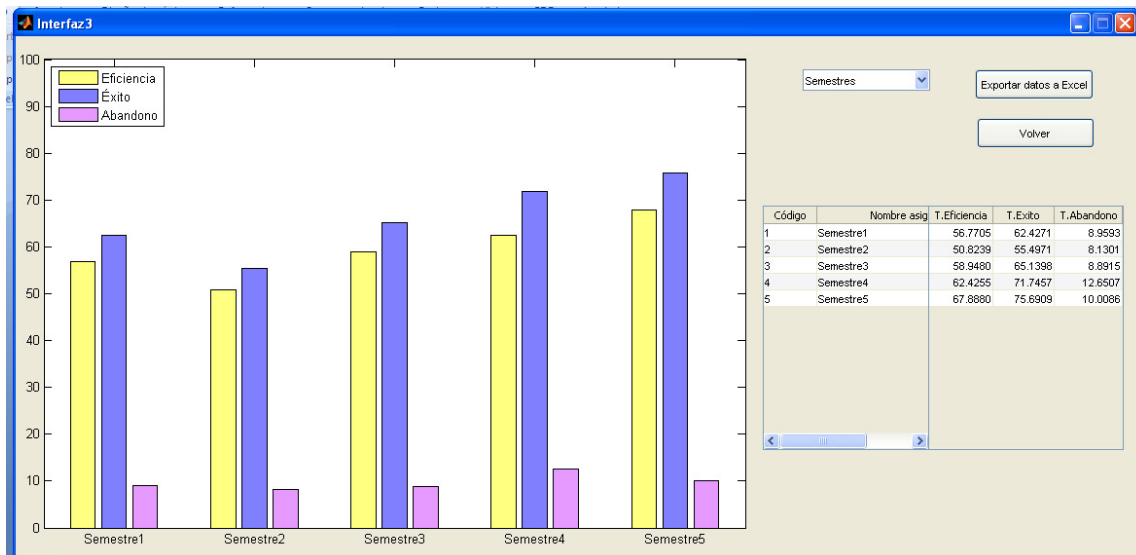 Interfaz3
100
90
80
70
60
50
40
30
20
10
0
Eficiencia
Éxito
Abandono
Semestre1 Semestre2 Semestre3 Semestre4 Semestre5
Semestres
Exportar datos a Excel
Volver
Código Nombre asig T.Eficiencia T.Exito T.Abandono
1 Semestre1 56.7705 62.4271 8.9593
2 Semestre2 50.8239 55.4971 8.1301
3 Semestre3 58.9480 65.1398 8.8915
4 Semestre4 62.4255 71.7457 12.6507
5 Semestre5 67.8880 75.6909 10.0086